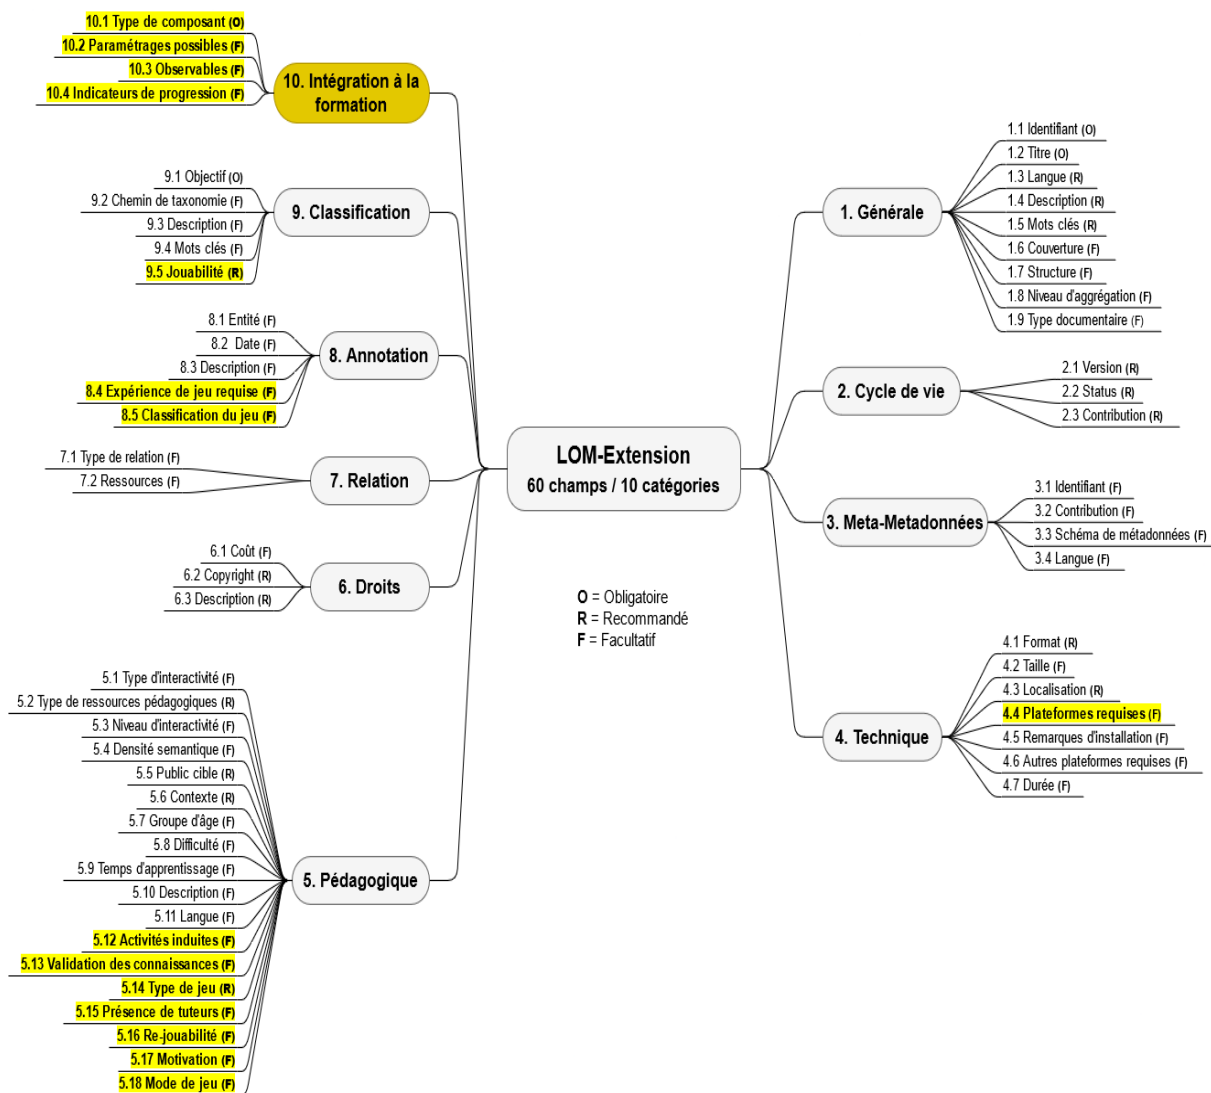 10.1 Type de composant (O)
10.2 Paramétrages possibles (F)
10.3 Observables (F)
10.4 Indicateurs de progression (F)
10. Intégration à la
formation
9.1 Objectif (O)
9.2 Chemin de taxonomie (F)
9.3 Description (F)
9.4 Mots clés (F)
9.5 Jouabilité (R)
9. Classification
8.1 Entité (F)
8.2 Date (F)
8.3 Description (F)
8.4 Expérience de jeu requise (F)
8.5 Classification du jeu (F)
8. Annotation
7.1 Type de relation (F)
7.2 Ressources (F)
7. Relation
6.1 Coût (F)
6.2 Copyright (R)
6.3 Description (R)
6. Droits
5.1 Type d'interactivité (F)
5.2 Type de ressources pédagogiques (R)
5.3 Niveau d'interactivité (F)
5.4 Densité semantique (F)
5.5 Public cible (R)
5.6 Contexte (R)
5.7 Groupe d'âge (F)
5.8 Difficulté (F)
5.9 Temps d'apprentissage (F)
5.10 Description (F)
5.11 Langue (F)
5.12 Activités induites (F)
5.13 Validation des connaissances (F)
5.14 Type de jeu (R)
5.15 Présence de tuteurs (F)
5.16 Re-jouabilité (F)
5.17 Motivation (F)
5.18 Mode de jeu (F)
5. Pédagogique
LOM-Extension
60 champs / 10 catégories
O = Obligatoire
R = Recommandé
F = Facultatif
1. Générale
1.1 Identifiant (O)
1.2 Titre (O)
1.3 Langue (R)
1.4 Description (R)
1.5 Mots clés (R)
1.6 Couverture (F)
1.7 Structure (F)
1.8 Niveau d'aggrégation (F)
1.9 Type documentaire (F)
2. Cycle de vie
2.1 Version (R)
2.2 Status (R)
2.3 Contribution (R)
3. Meta-Metadonnées
3.1 Identifiant (F)
3.2 Contribution (F)
3.3 Schéma de métadonnées (F)
3.4 Langue (F)
4. Technique
4.1 Format (R)
4.2 Taille (F)
4.3 Localisation (R)
4.4 Plateformes requises (F)
4.5 Remarques d'installation (F)
4.6 Autres plateformes requises (F)
4.7 Durée (F)